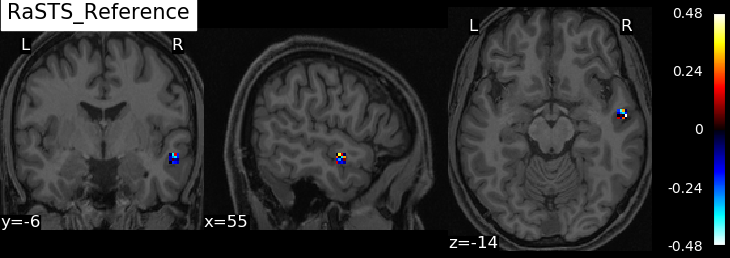 RaSTS_Reference
L R
L R
0.48
0.24
0
-0.24
-0.48
y=-6
x=55
z=-14